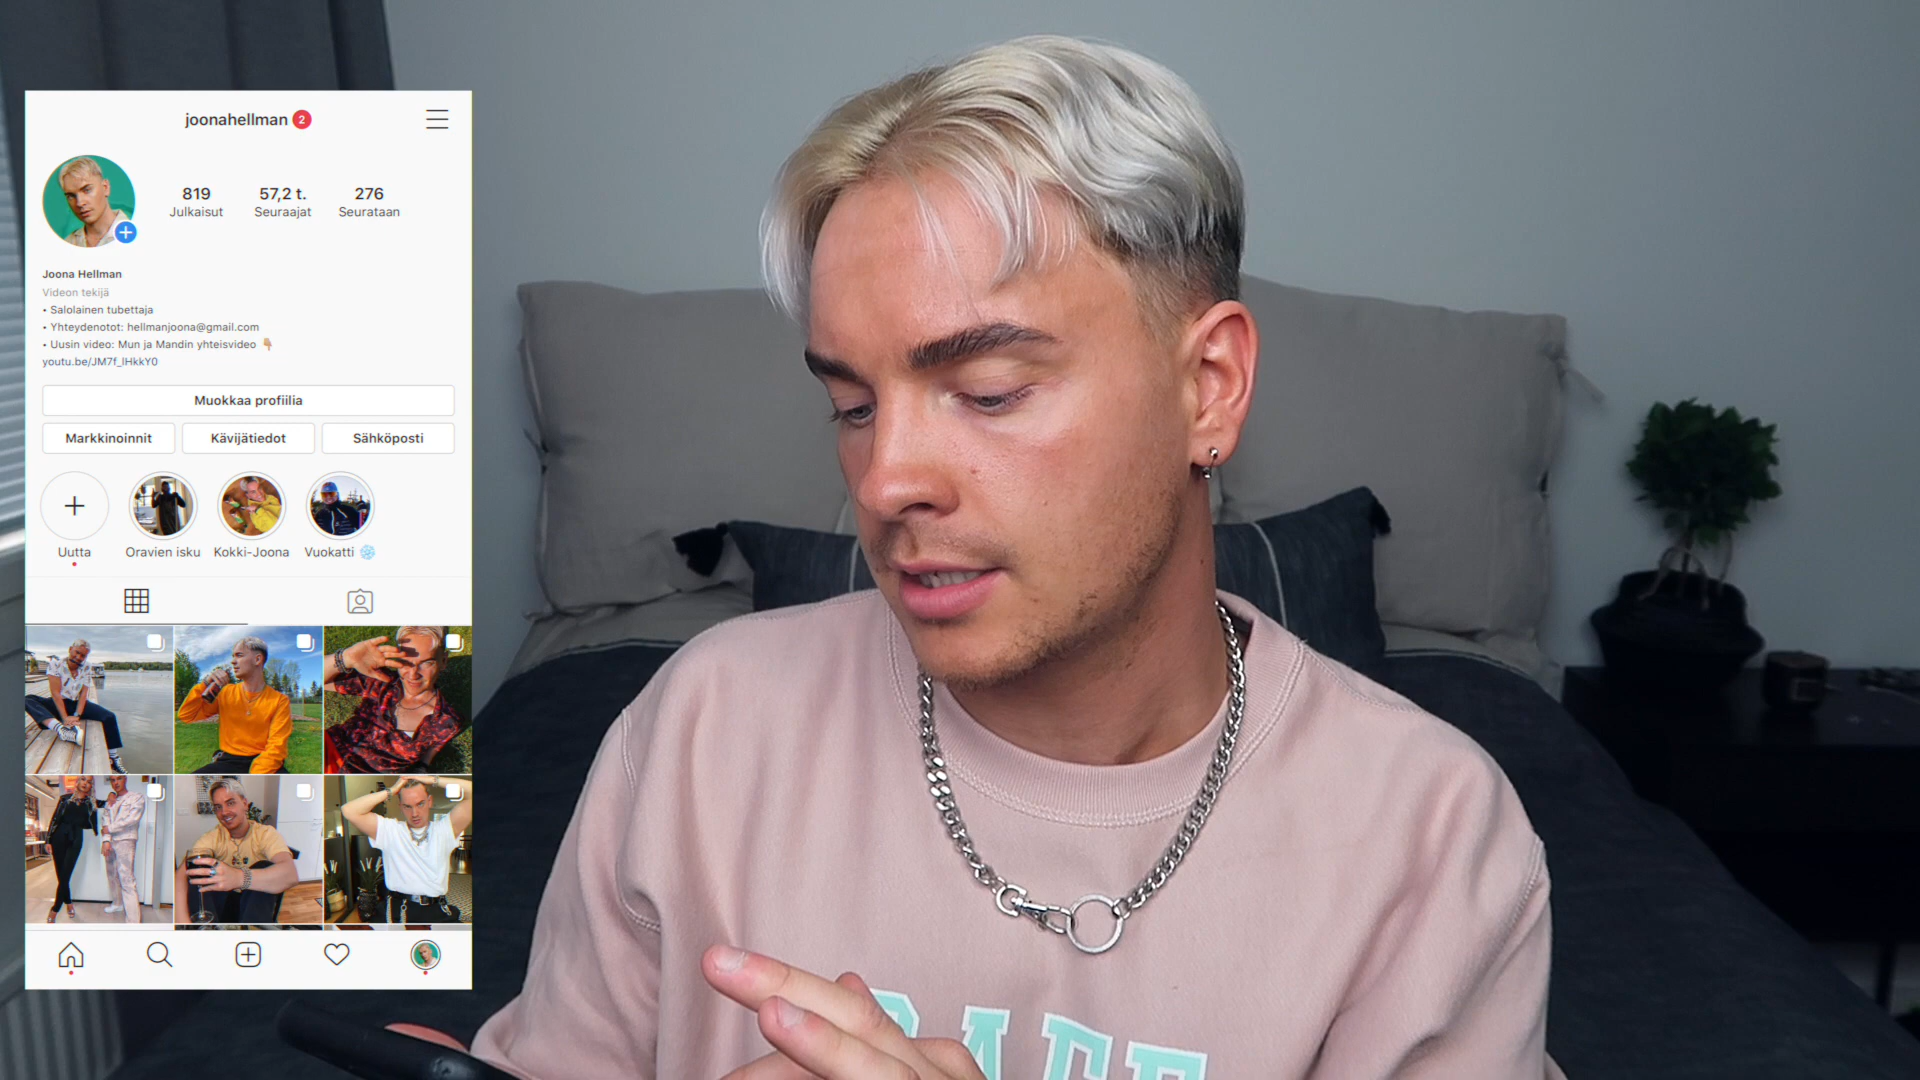 joonahellman 2
819 57,2 t. 276
Julkaisut Seuraajat Seurataan
Joona Hellman
Videon tekijä
• Salolainen tubettaja
• Yhteydenotot: hellmanjoona@gmail.com
• Uusin video: Mun ja Mandin yhteisvideo 👇🏼
youtu.be/JM7f_lHkkY0
Muokkaa profiilia
Markkinoinnit Kävijätiedot Sähköposti
Uutta Oravien isku Kokki-Joona Vuokatti ❄️